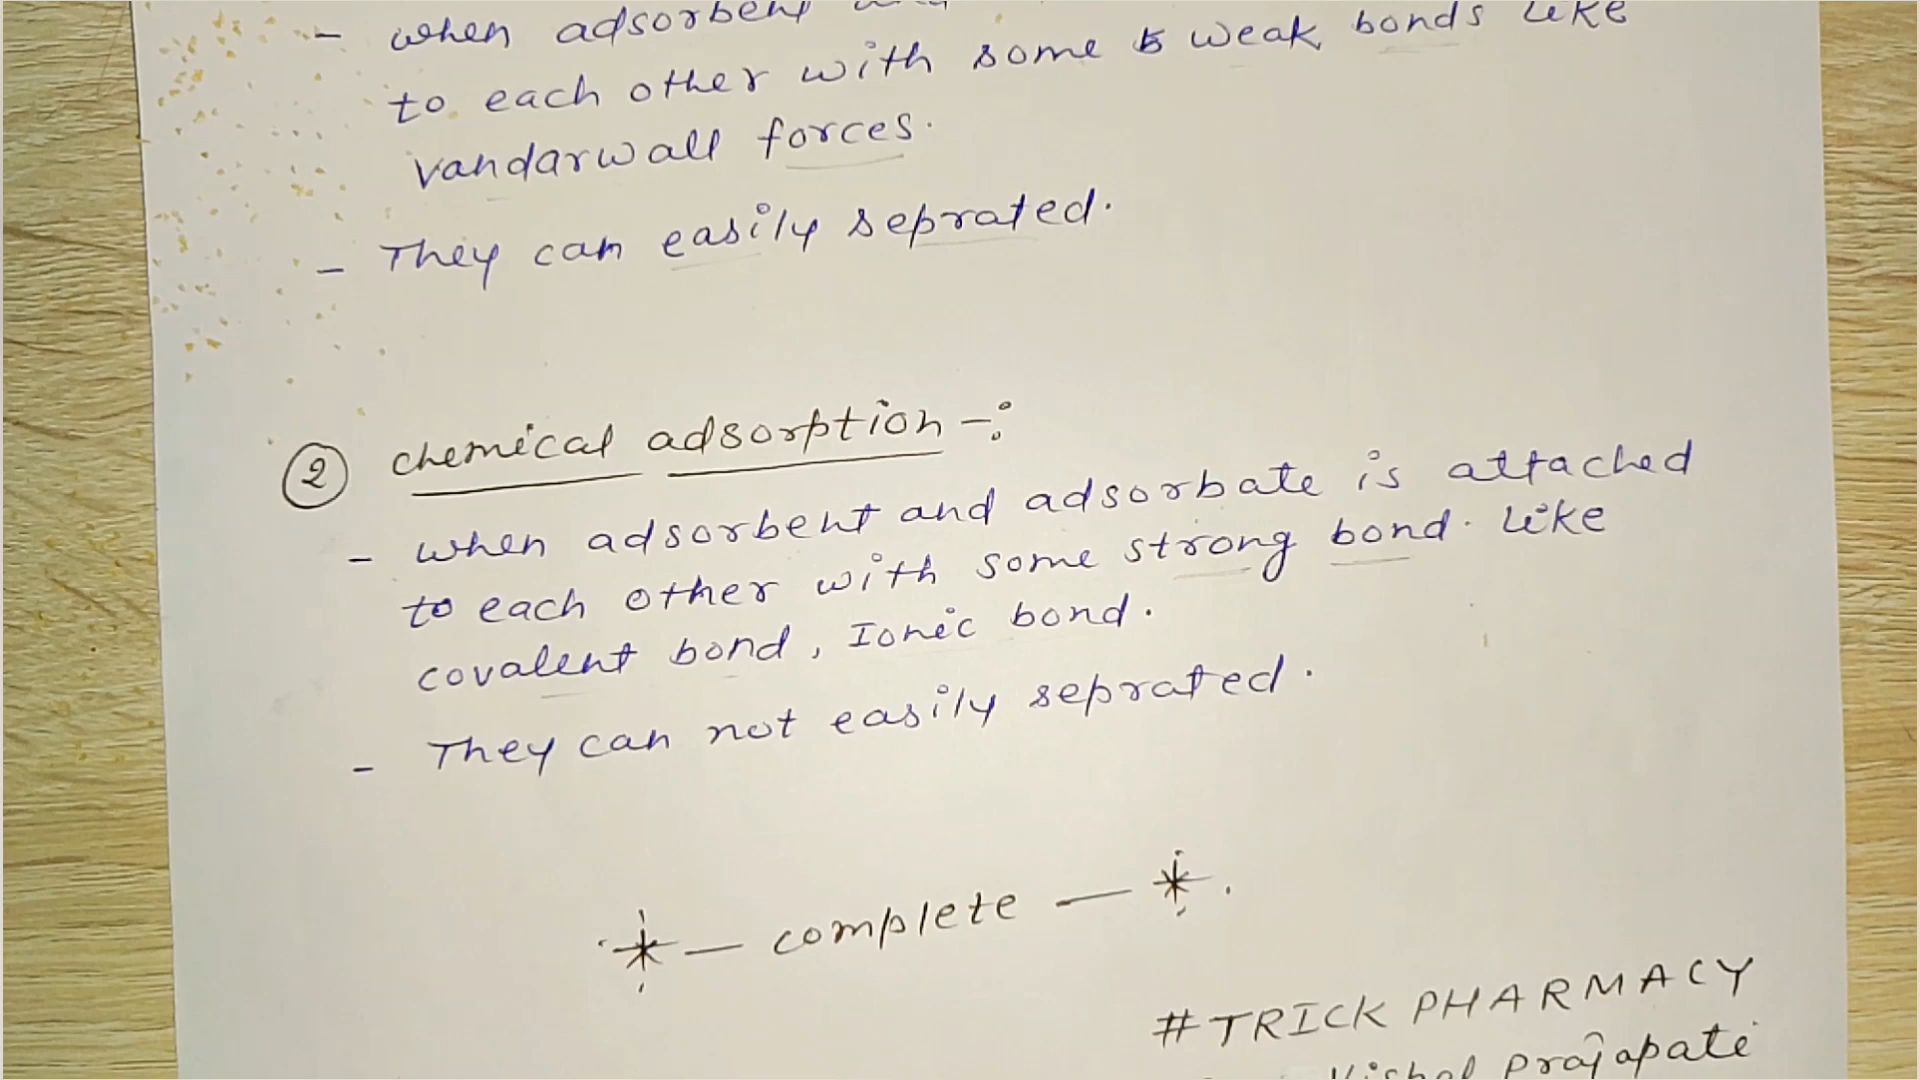 - when adsorbent
to each other with some weak bonds like
vandarwall forces.
- They can easily seprated.
② chemical adsorption -:
- when adsorbent and adsorbate is attached
to each other with some strong bond. like
covalent bond, Ionic bond.
- They can not easily seprated.
* — complete — *.
# TRICK PHARMACY
Vishal Prajapati